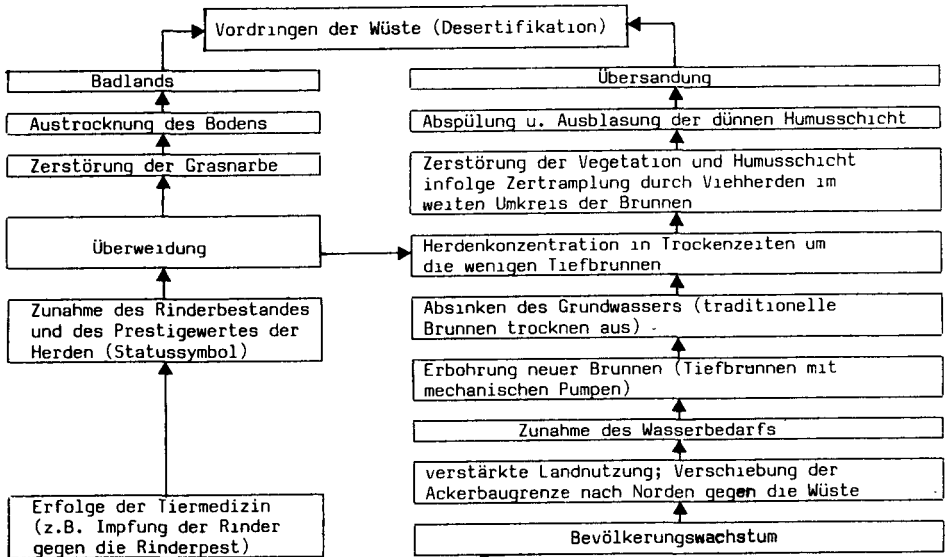 Vordringen der Wüste (Desertifikation)
Badlands
Austrocknung des Bodens
Zerstörung der Grasnarbe
Überweidung
Zunahme des Rinderbestandes
und des Prestigewertes der
Herden (Statussymbol)
Erfolge der Tiermedizin
(z.B. Impfung der Rinder
gegen die Rinderpest)
Übersandung
Abspülung u. Ausblasung der dünnen Humusschicht
Zerstörung der Vegetation und Humusschicht
infolge Zertramplung durch Viehherden im
weiten Umkreis der Brunnen
Herdenkonzentration in Trockenzeiten um
die wenigen Tiefbrunnen
Absinken des Grundwassers (traditionelle
Brunnen trocknen aus)
Erbohrung neuer Brunnen (Tiefbrunnen mit
mechanischen Pumpen)
Zunahme des Wasserbedarfs
verstärkte Landnutzung; Verschiebung der
Ackerbaugrenze nach Norden gegen die Wüste
Bevölkerungswachstum